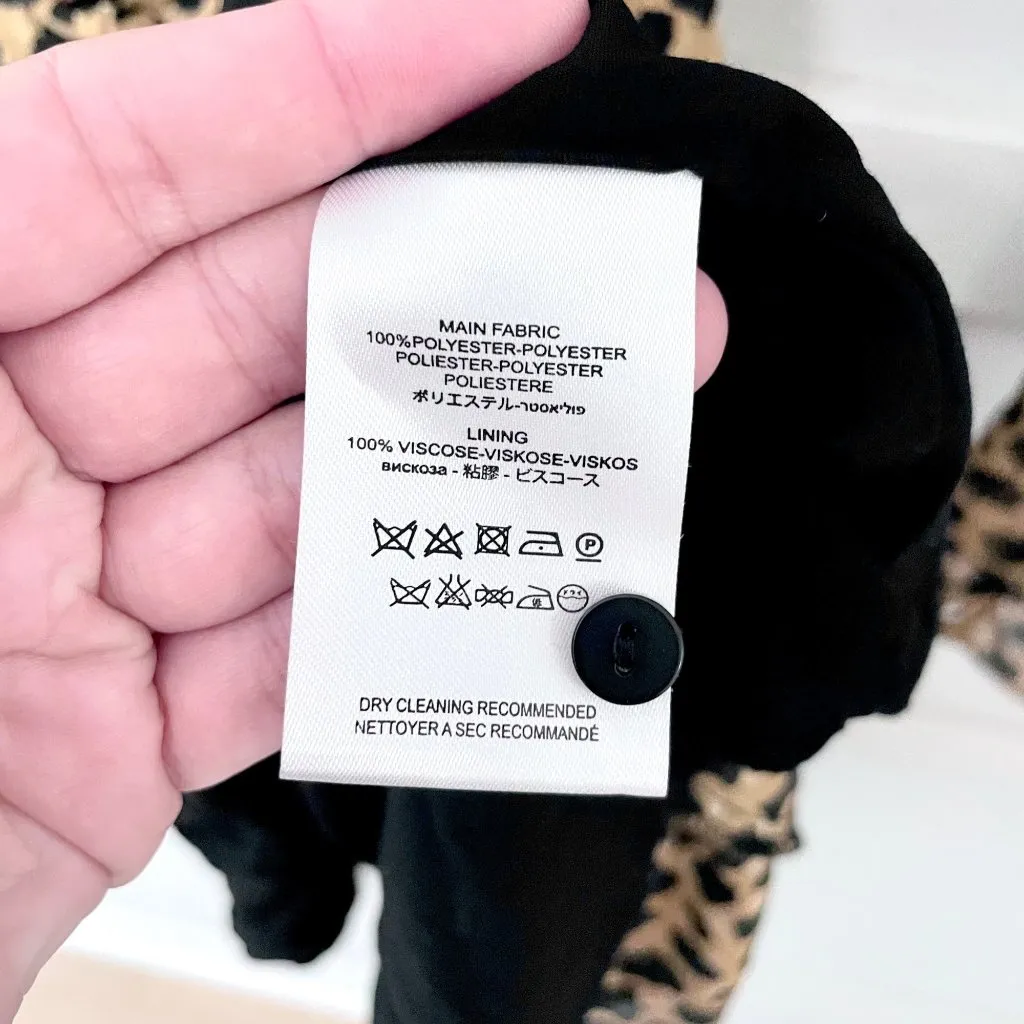 MAIN FABRIC
100%POLYESTER-POLYESTER
POLIESTER-POLYESTER
POLIESTERE
ポリエステル-פוליאסטר
LINING
100% VISCOSE-VISKOSE-VISKOS
вискоза - 粘膠 - ビスコース
P
DRY CLEANING RECOMMENDED
NETTOYER A SEC RECOMMANDÉ